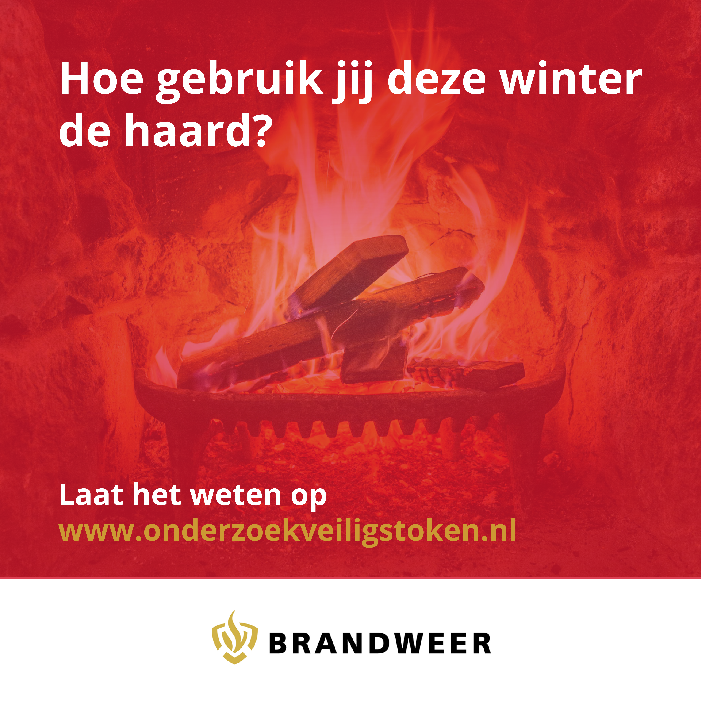 Hoe gebruik jij deze winter
de haard?
Laat het weten op
www.onderzoekveiligstoken.nl
BRANDWEER